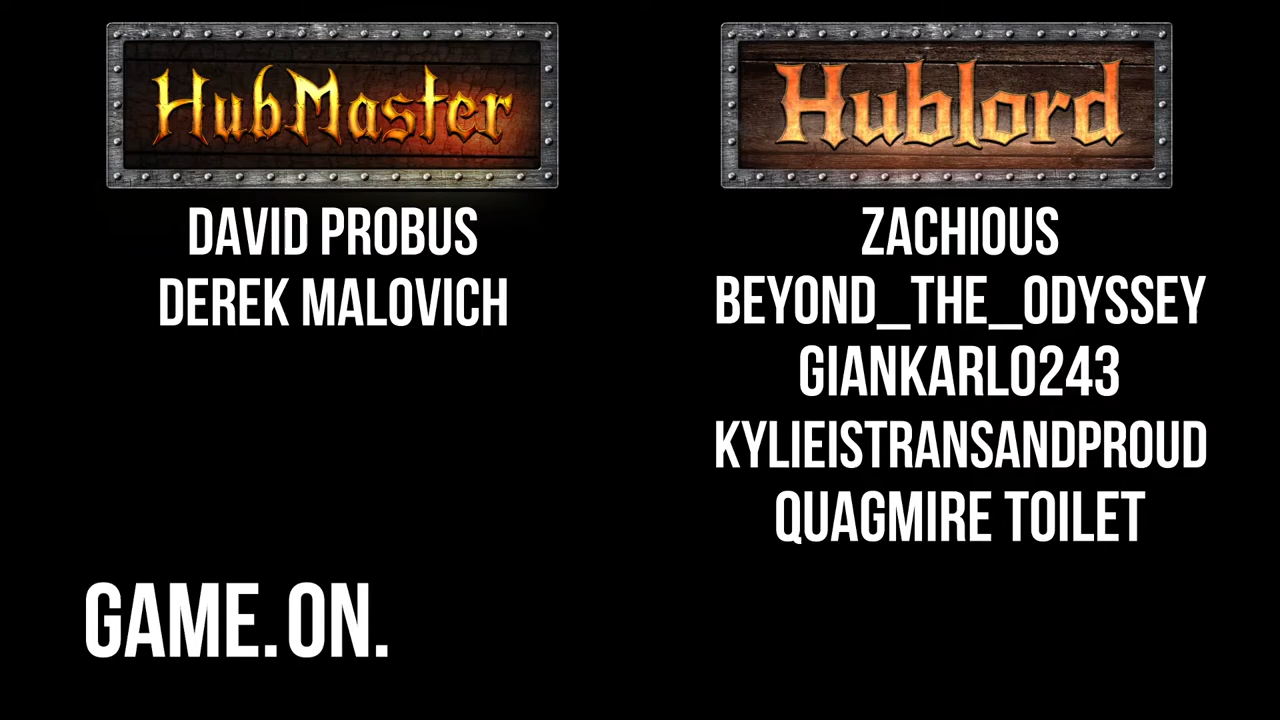 HubMaster
DAVID PROBUS
DEREK MALOVICH
Hublord
ZACHIOUS
BEYOND_THE_ODYSSEY
GIANKARLO243
KYLIEISTRANSANDPROUD
QUAGMIRE TOILET
GAME. ON.